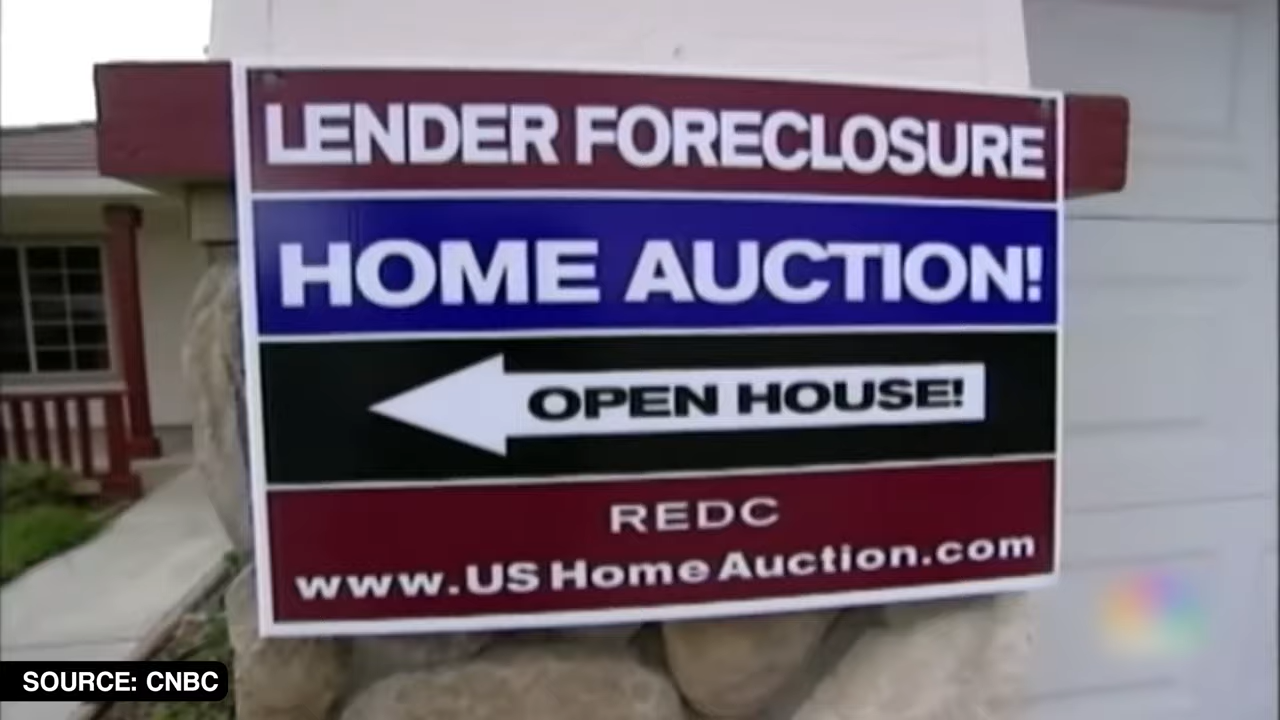 LENDER FORECLOSURE
HOME AUCTION!
OPEN HOUSE!
REDC
www.USHomeAuction.com
SOURCE: CNBC